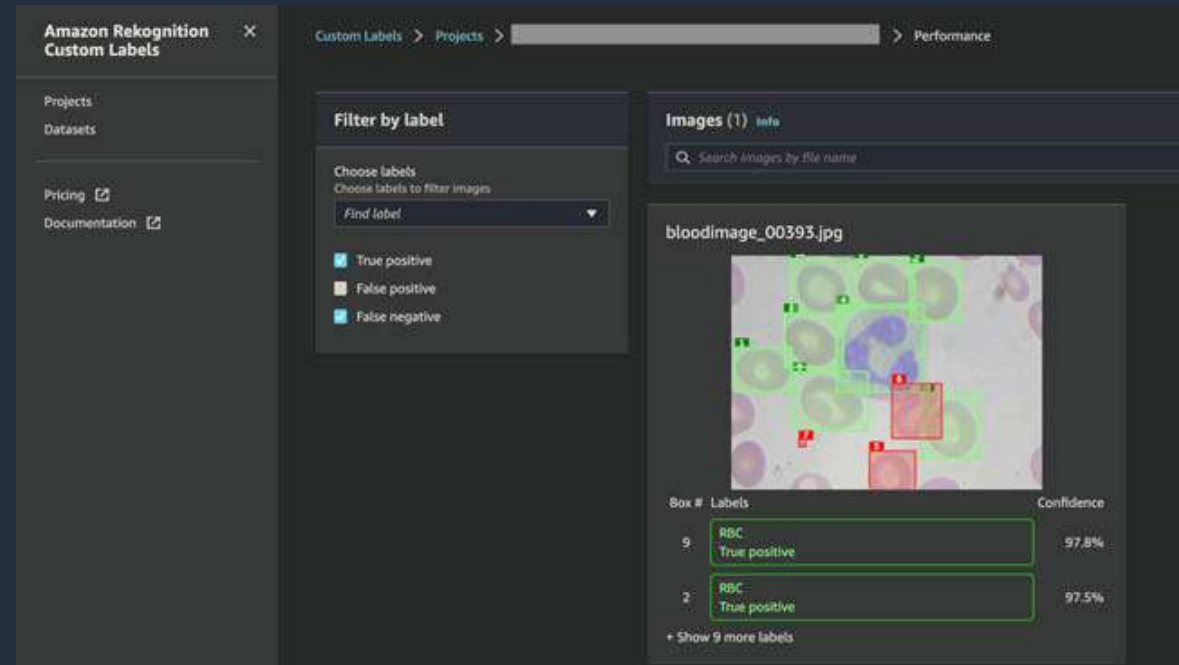 Amazon Rekognition
Custom Labels
Projects
Datasets
Pricing
Documentation
Custom Labels > Projects > > Performance
Filter by label
Choose labels
Choose labels to filter images
Find label
True positive
False positive
False negative
Images (1) Info
Search images by file name
bloodimage_00393.jpg
6
7
5
Box # Labels Confidence
9 RBC 97.8%
True positive
2 RBC 97.5%
True positive
+ Show 9 more labels